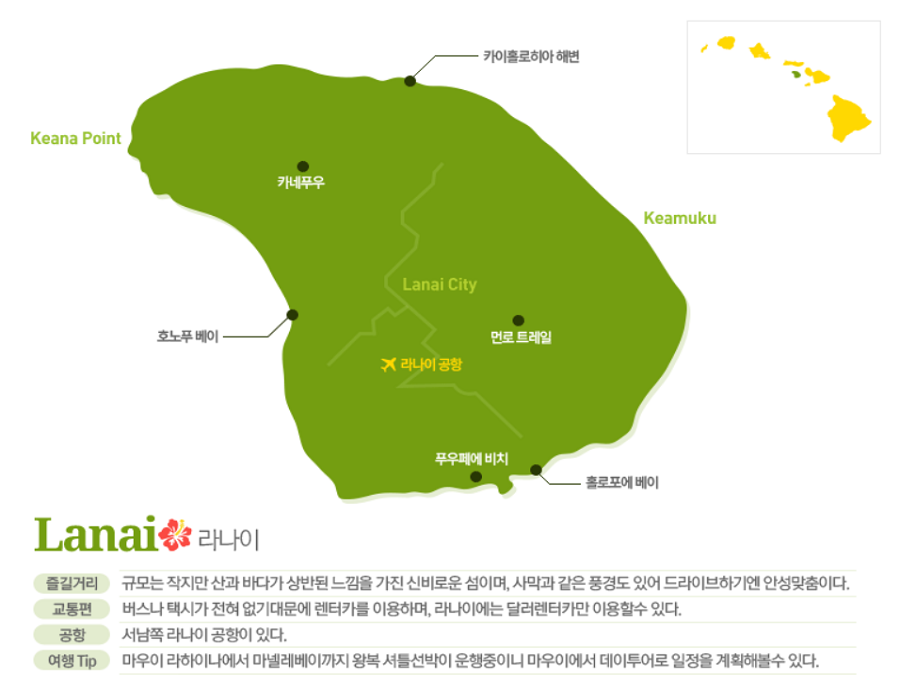 카이홀로히아 해변
Keana Point
카네푸우
Keamuku
Lanai City
호노푸 베이
먼로 트레일
라나이 공항
푸우페에 비치
홀로포에 베이
Lanai 라나이
즐길거리 규모는 작지만 산과 바다가 상반된 느낌을 가진 신비로운 섬이며, 사막과 같은 풍경도 있어 드라이브하기엔 안성맞춤이다.
교통편 버스나 택시가 전혀 없기대문에 렌터카를 이용하며, 라나이에는 달러렌터카만 이용할수 있다.
공항 서남쪽 라나이 공항이 있다.
여행 Tip 마우이 라하이나에서 마넬레베이까지 왕복 셔틀선박이 운행중이니 마우이에서 데이투어로 일정을 계획해볼수 있다.